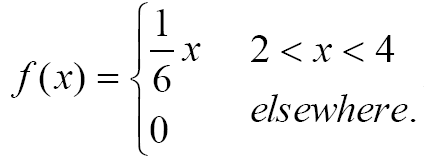 f(x) = { 1/6 x   2 < x < 4
0   elsewhere.